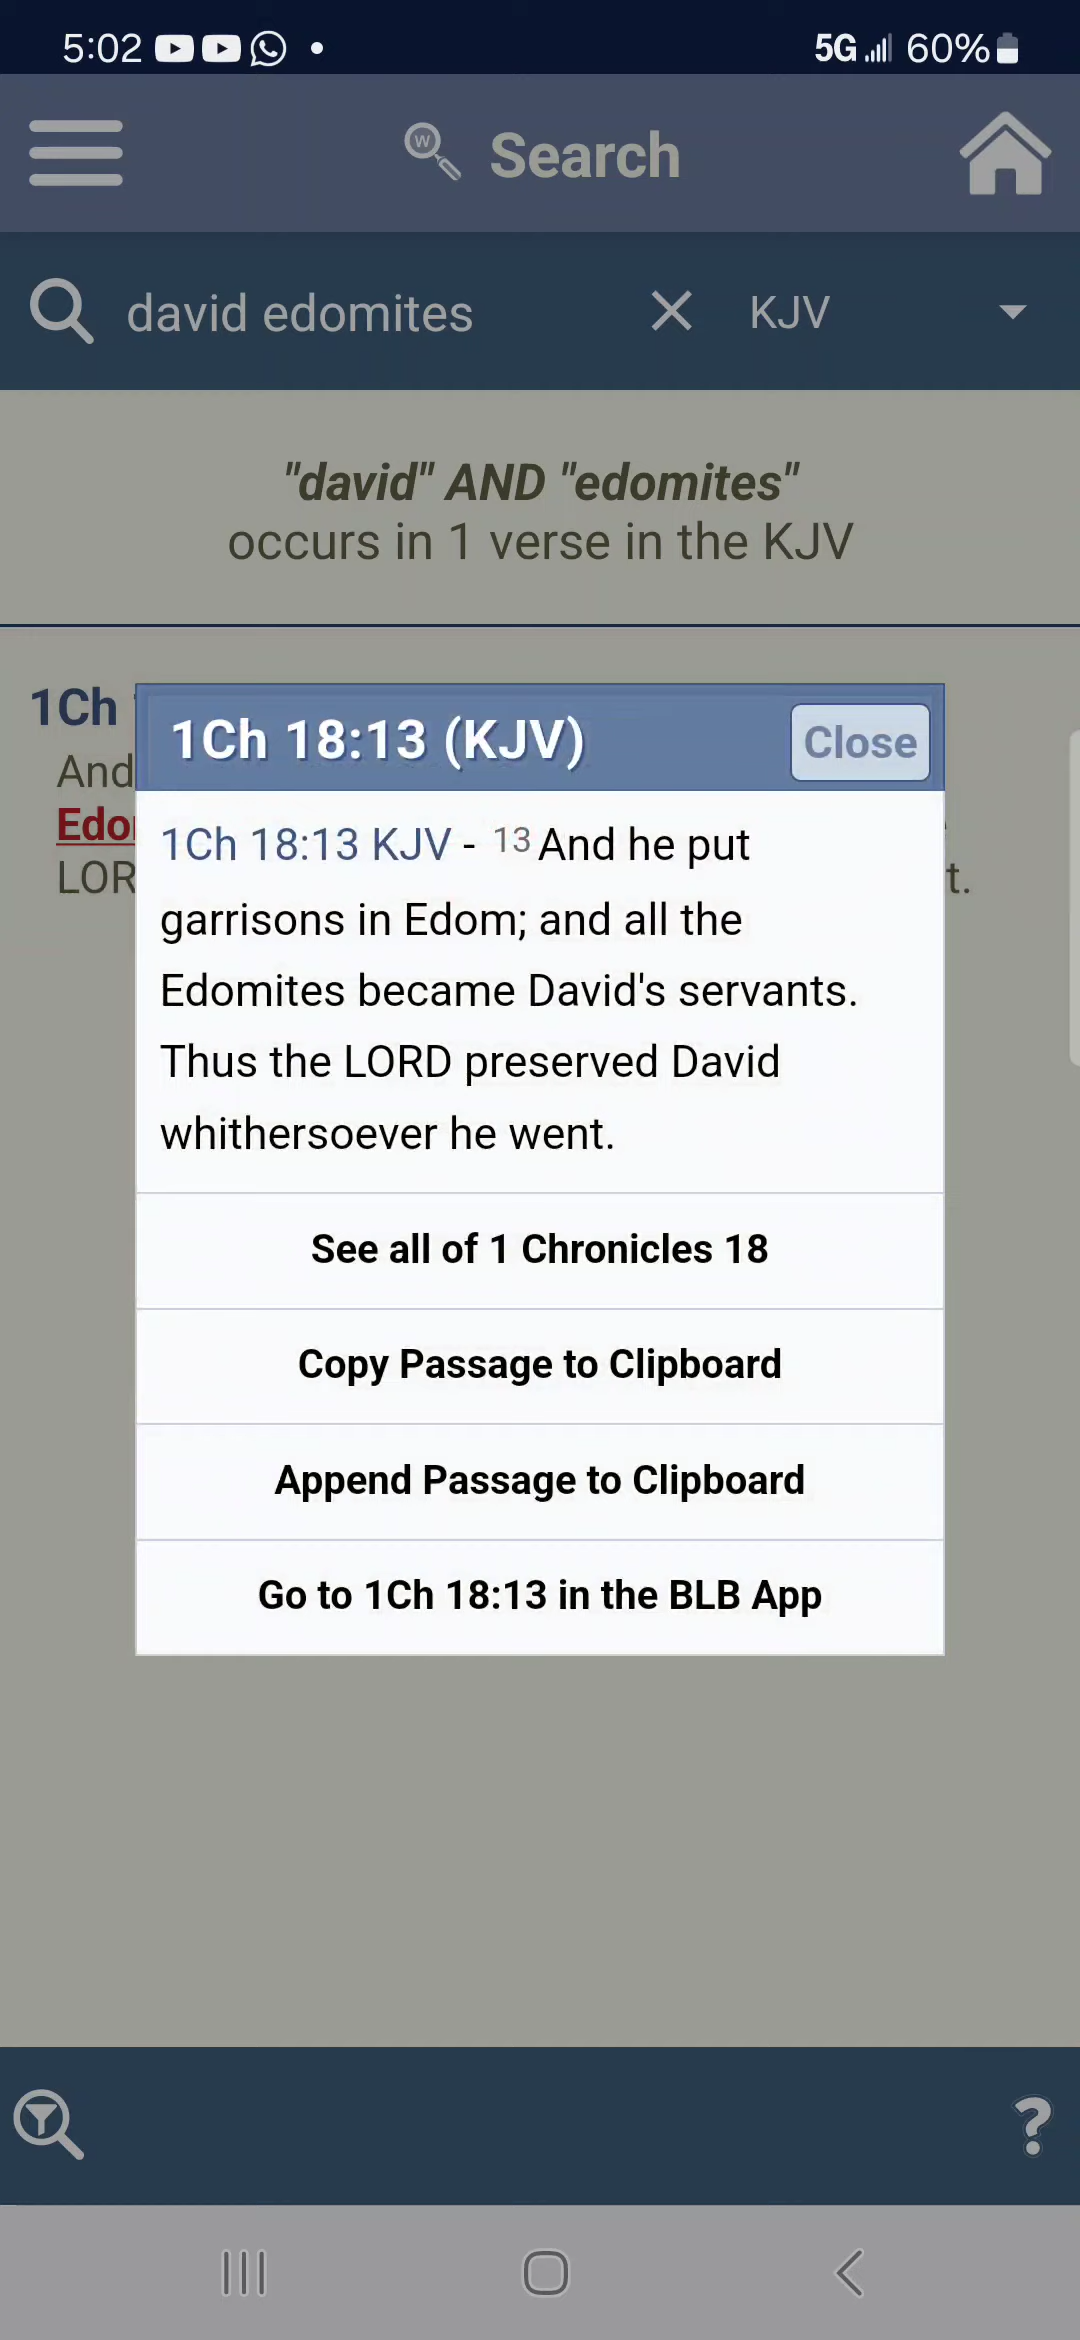 5:02
5G 60%
W
Search
david edomites
KJV
"david" AND "edomites"
occurs in 1 verse in the KJV
1Ch
1Ch 18:13 (KJV)
Close
And
1Ch 18:13 KJV - 13 And he put
garrisons in Edom; and all the
Edomites became David's servants.
Thus the LORD preserved David
whithersoever he went.
See all of 1 Chronicles 18
Copy Passage to Clipboard
Append Passage to Clipboard
Go to 1Ch 18:13 in the BLB App
?